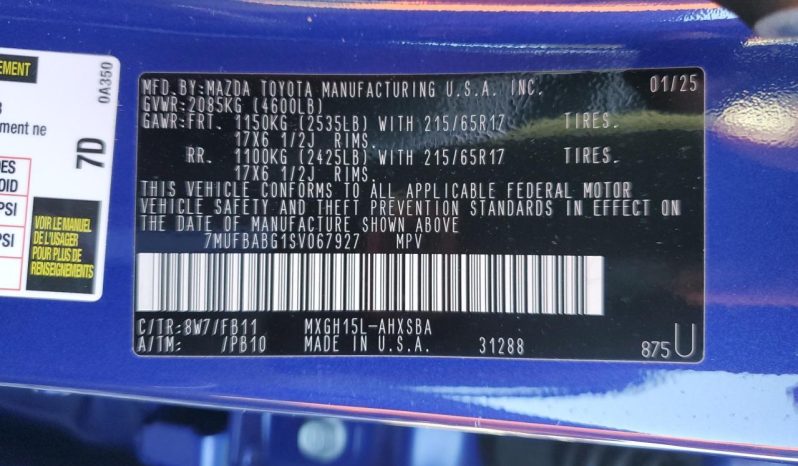 EMENT
0A350
3
ement ne
7D
DES
OID
PSI
PSI
VOIR LE MANUEL
DE L'USAGER
POUR PLUS DE
RENSEIGNEMENTS
MFD.BY:MAZDA TOYOTA MANUFACTURING U.S.A. INC. 01/25
GVWR:2085KG (4600LB)
GAWR:FRT. 1150KG (2535LB) WITH 215/65R17 TIRES.
17X6 1/2J RIMS.
RR. 1100KG (2425LB) WITH 215/65R17 TIRES.
17X6 1/2J RIMS.
THIS VEHICLE CONFORMS TO ALL APPLICABLE FEDERAL MOTOR
VEHICLE SAFETY AND THEFT PREVENTION STANDARDS IN EFFECT ON
THE DATE OF MANUFACTURE SHOWN ABOVE
7MUFBABG1SV067927 MPV
C/TR:8W7/FB11 MXGH15L-AHXSBA
A/TM: /PB10 MADE IN U.S.A. 31288 875U